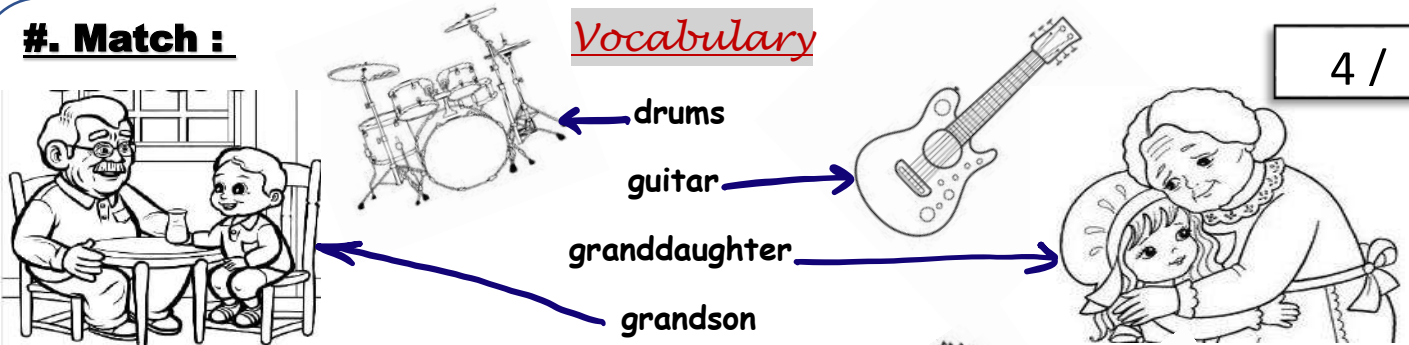 #. Match :
Vocabulary
4 /
drums
guitar
granddaughter
grandson